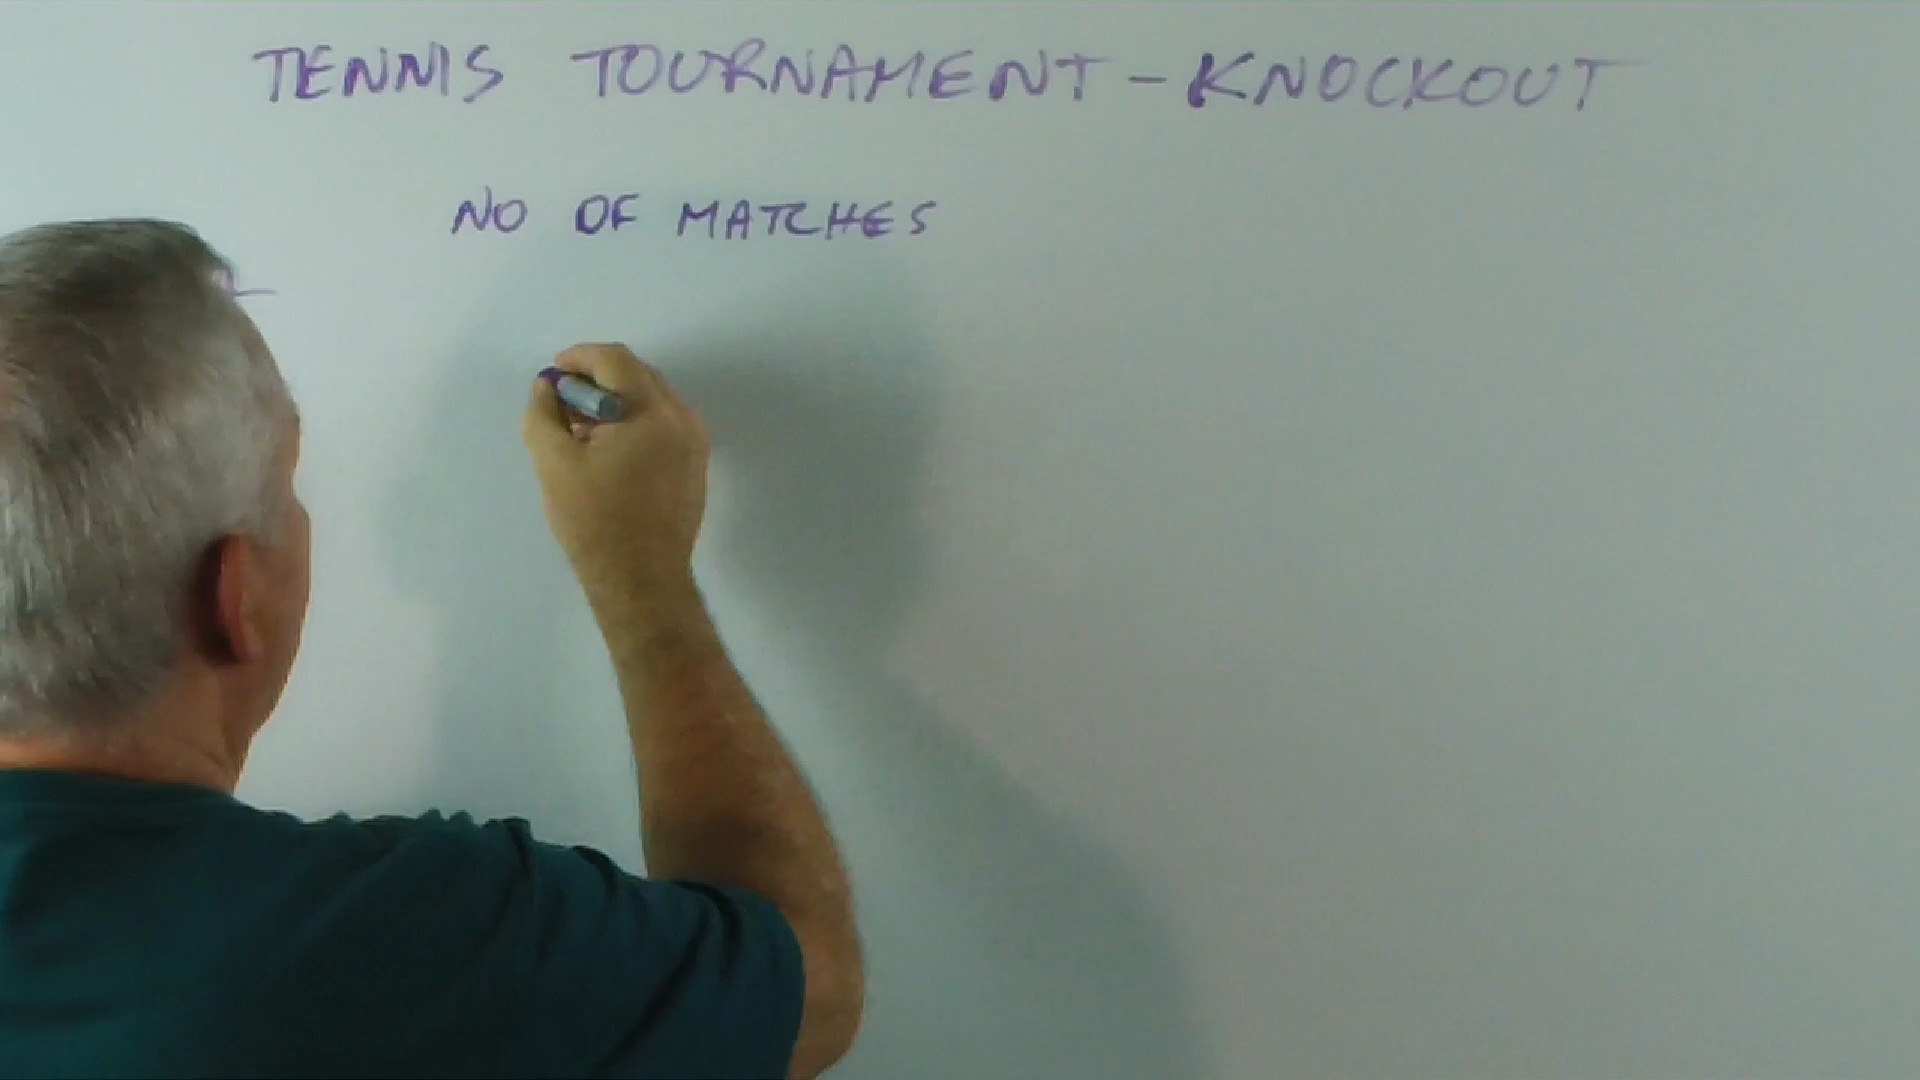 TENNIS TOURNAMENT - KNOCKOUT
NO OF MATCHES